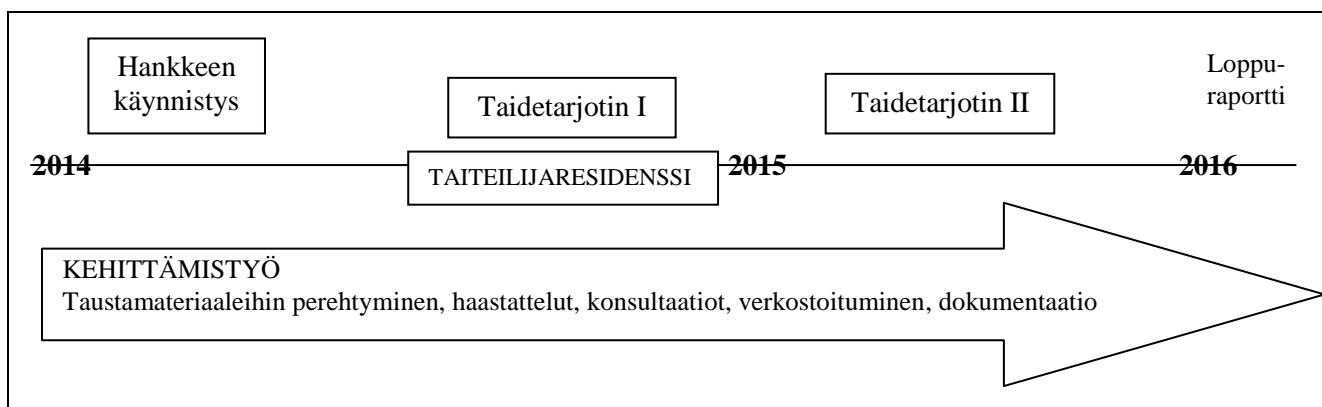 Hankkeen
käynnistys
Taidetarjotin I
Taidetarjotin II
Loppu-
raportti
2014
TAITEILIJARESIDENSSI
2015
2016
KEHITTÄMISTYÖ
Taustamateriaaleihin perehtyminen, haastattelut, konsultaatiot, verkostoituminen, dokumentaatio